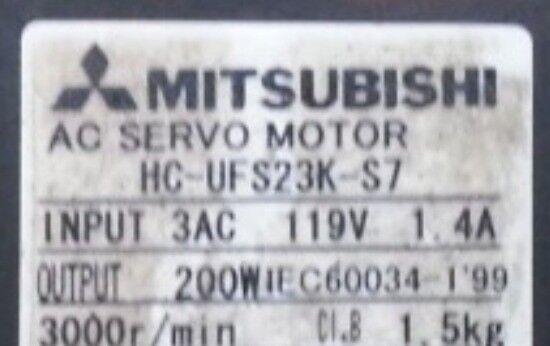 MITSUBISHI
AC SERVO MOTOR
HC-UFS23K-S7
INPUT 3AC 119V 1.4A
OUTPUT 200W IEC60034-1'99
3000r/min Cl.B 1.5kg